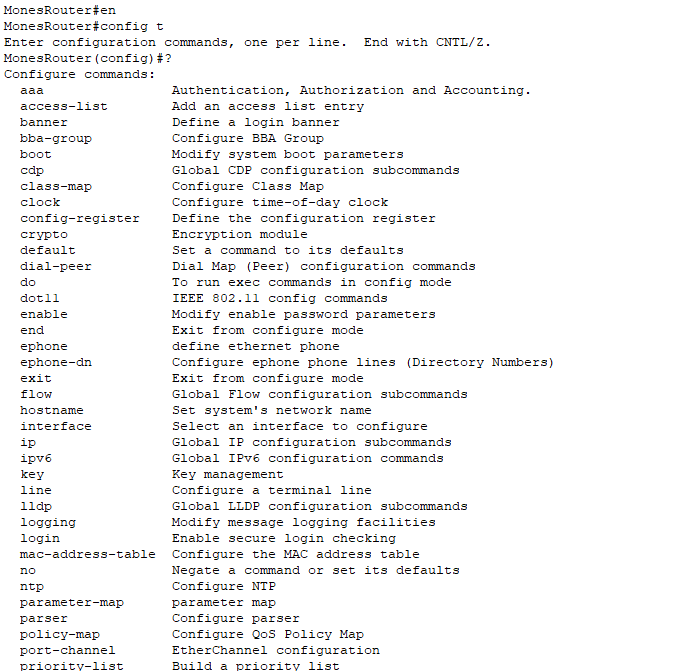 MonesRouter#en
MonesRouter#config t
Enter configuration commands, one per line.  End with CNTL/Z.
MonesRouter(config)#?
Configure commands:
  aaa                Authentication, Authorization and Accounting.
  access-list        Add an access list entry
  banner             Define a login banner
  bba-group          Configure BBA Group
  boot               Modify system boot parameters
  cdp                Global CDP configuration subcommands
  class-map          Configure Class Map
  clock              Configure time-of-day clock
  config-register    Define the configuration register
  crypto             Encryption module
  default            Set a command to its defaults
  dial-peer          Dial Map (Peer) configuration commands
  do                 To run exec commands in config mode
  dot11              IEEE 802.11 config commands
  enable             Modify enable password parameters
  end                Exit from configure mode
  ephone             define ethernet phone
  ephone-dn          Configure ephone phone lines (Directory Numbers)
  exit               Exit from configure mode
  flow               Global Flow configuration subcommands
  hostname           Set system's network name
  interface          Select an interface to configure
  ip                 Global IP configuration subcommands
  ipv6               Global IPv6 configuration commands
  key                Key management
  line               Configure a terminal line
  lldp               Global LLDP configuration subcommands
  logging            Modify message logging facilities
  login              Enable secure login checking
  mac-address-table  Configure the MAC address table
  no                 Negate a command or set its defaults
  ntp                Configure NTP
  parameter-map      parameter map
  parser             Configure parser
  policy-map         Configure QoS Policy Map
  port-channel       EtherChannel configuration
  priority-list      Build a priority list